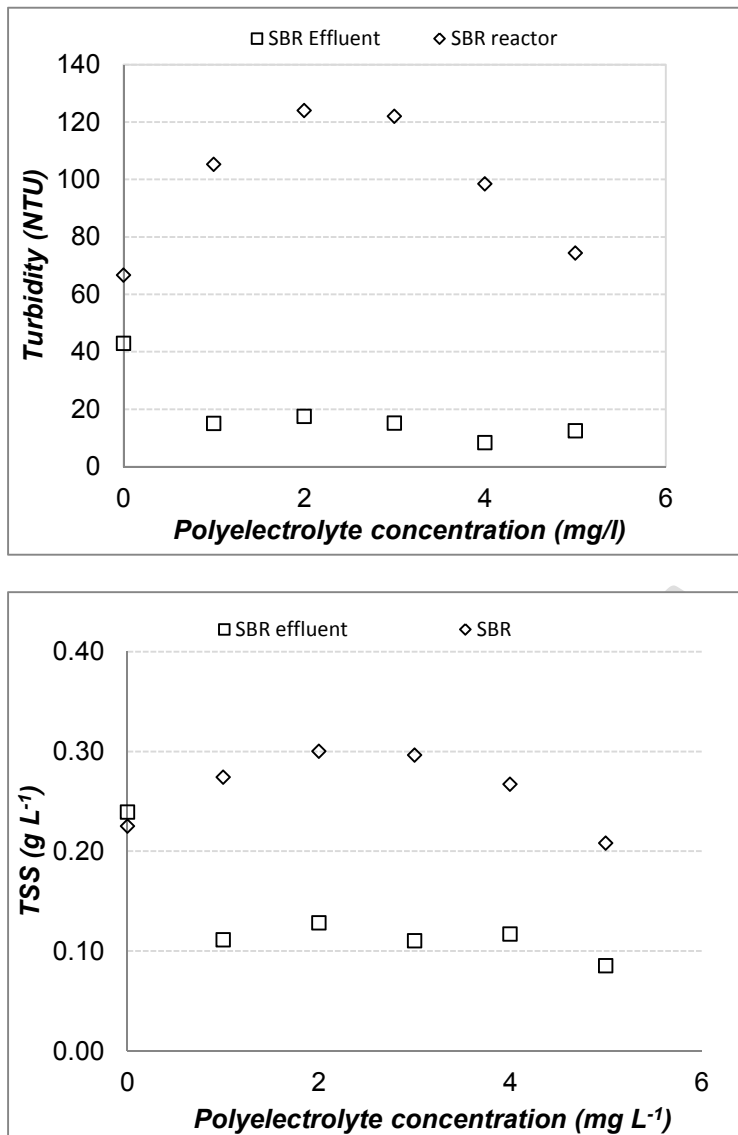 SBR Effluent SBR reactor
140
120
100
80
60
40
20
0
0 2 4 6
Turbidity (NTU)
Polyelectrolyte concentration (mg/l)
SBR effluent SBR
0.40
0.30
0.20
0.10
0.00
0 2 4 6
TSS (g L-1)
Polyelectrolyte concentration (mg L-1)